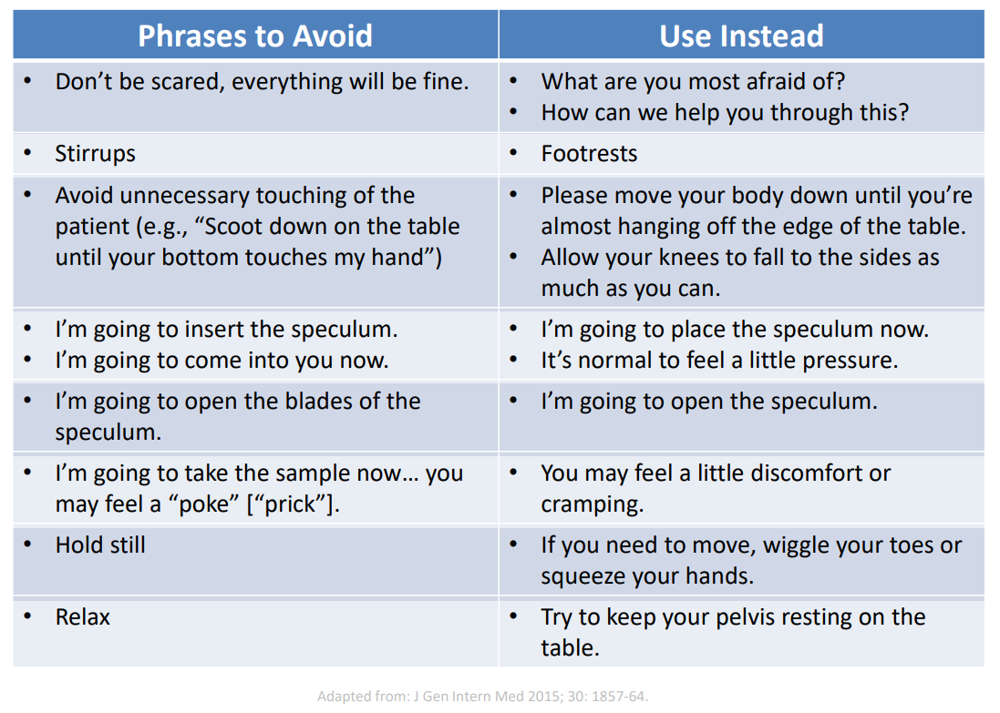 Phrases to Avoid
Use Instead
• Don’t be scared, everything will be fine.
• What are you most afraid of?
• How can we help you through this?
• Stirrups
• Footrests
• Avoid unnecessary touching of the
patient (e.g., “Scoot down on the table
until your bottom touches my hand”)
• Please move your body down until you’re
almost hanging off the edge of the table.
• Allow your knees to fall to the sides as
much as you can.
• I’m going to insert the speculum.
• I’m going to come into you now.
• I’m going to place the speculum now.
• It’s normal to feel a little pressure.
• I’m going to open the blades of the
speculum.
• I’m going to open the speculum.
• I’m going to take the sample now... you
may feel a “poke” [“prick”].
• You may feel a little discomfort or
cramping.
• Hold still
• If you need to move, wiggle your toes or
squeeze your hands.
• Relax
• Try to keep your pelvis resting on the
table.
Adapted from: J Gen Intern Med 2015; 30: 1857-64.